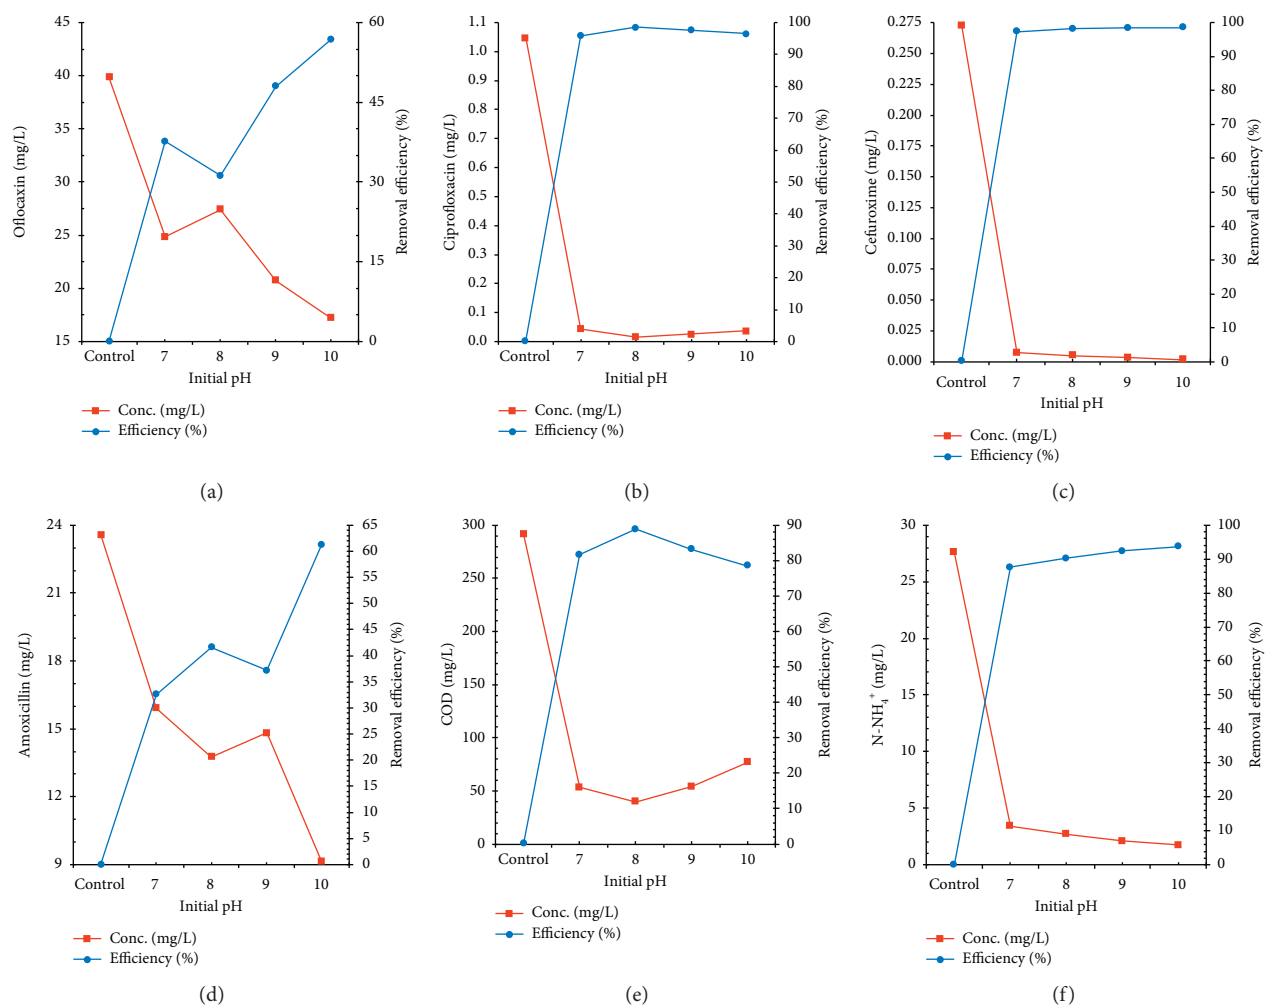 Oflocaxin (mg/L)
45
40
35
30
25
20
15
60
45
30
15
0
Removal efficiency (%)
Control 7 8 9 10
Initial pH
Conc. (mg/L)
Efficiency (%)
(a)
Ciprofloxacin (mg/L)
1.1
1.0
0.9
0.8
0.7
0.6
0.5
0.4
0.3
0.2
0.1
0.0
100
90
80
70
60
50
40
30
20
10
0
Removal efficiency (%)
Control 7 8 9 10
Initial pH
Conc. (mg/L)
Efficiency (%)
(b)
Cefuroxime (mg/L)
0.275
0.250
0.225
0.200
0.175
0.150
0.125
0.100
0.075
0.050
0.025
0.000
100
90
80
70
60
50
40
30
20
10
0
Removal efficiency (%)
Control 7 8 9 10
Initial pH
Conc. (mg/L)
Efficiency (%)
(c)
Amoxicillin (mg/L)
24
21
18
15
12
9
65
60
55
50
45
40
35
30
25
20
15
10
5
0
Removal efficiency (%)
Control 7 8 9 10
Initial pH
Conc. (mg/L)
Efficiency (%)
(d)
COD (mg/L)
300
250
200
150
100
50
0
90
80
70
60
50
40
30
20
10
0
Removal efficiency (%)
Control 7 8 9 10
Initial pH
Conc. (mg/L)
Efficiency (%)
(e)
N-NH₄⁺ (mg/L)
30
25
20
15
10
5
0
100
90
80
70
60
50
40
30
20
10
0
Removal efficiency (%)
Control 7 8 9 10
Initial pH
Conc. (mg/L)
Efficiency (%)
(f)